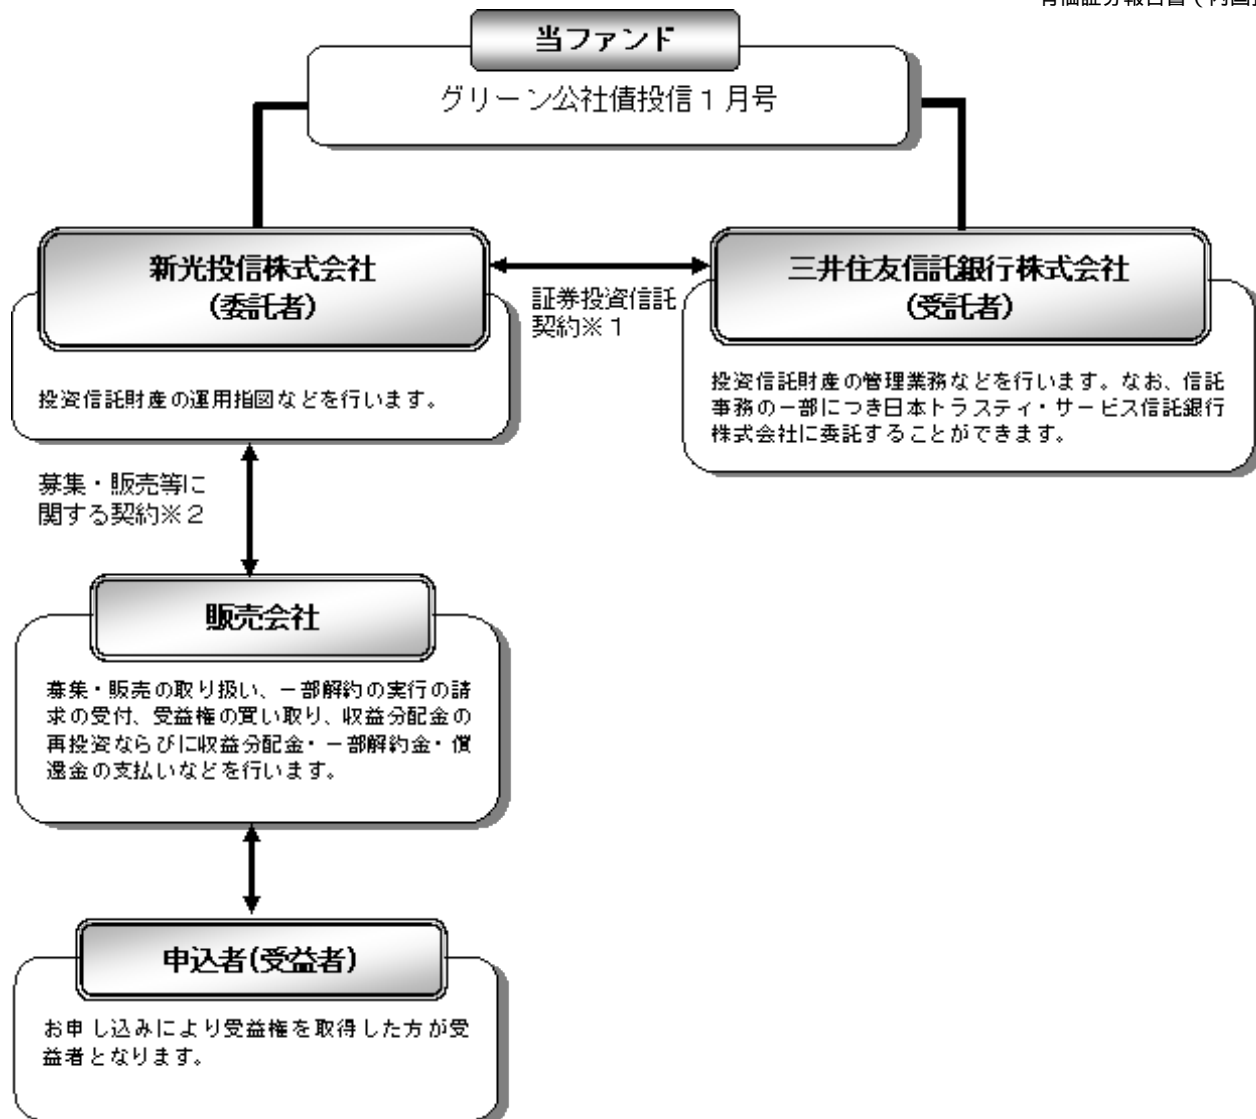 当ファンド
グリーン公社債投信１月号
新光投信株式会社
(委託者)
投資信託財産の運用指図などを行います。
証券投資信託
契約※１
三井住友信託銀行株式会社
(受託者)
投資信託財産の管理業務などを行います。なお、信託
事務の一部につき日本トラスティ・サービス信託銀行
株式会社に委託することができます。
募集・販売等に
関する契約※２
販売会社
募集・販売の取り扱い、一部解約の実行の請
求の受付、受益権の買い取り、収益分配金の
再投資ならびに収益分配金・一部解約金・償
還金の支払いなどを行います。
申込者(受益者)
お申し込みにより受益権を取得した方が受
益者となります。